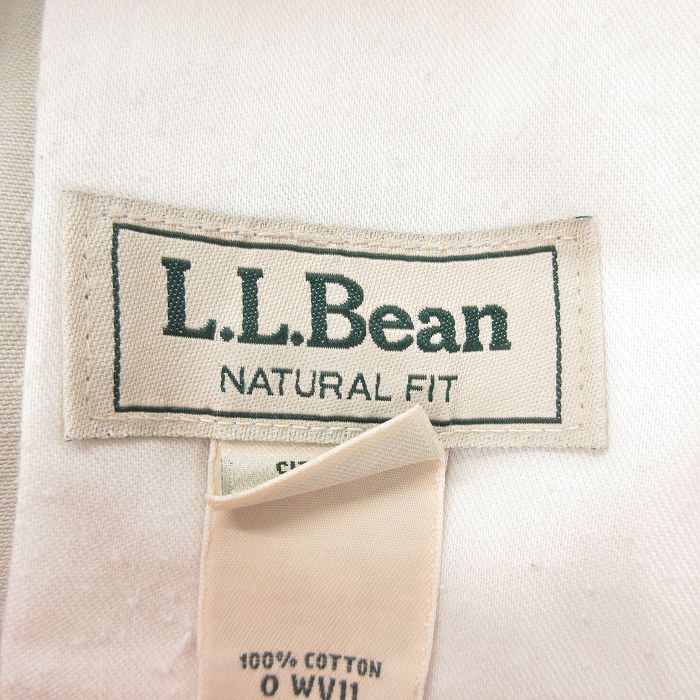 L.L.Bean
NATURAL FIT
100% COTTON
O WV11